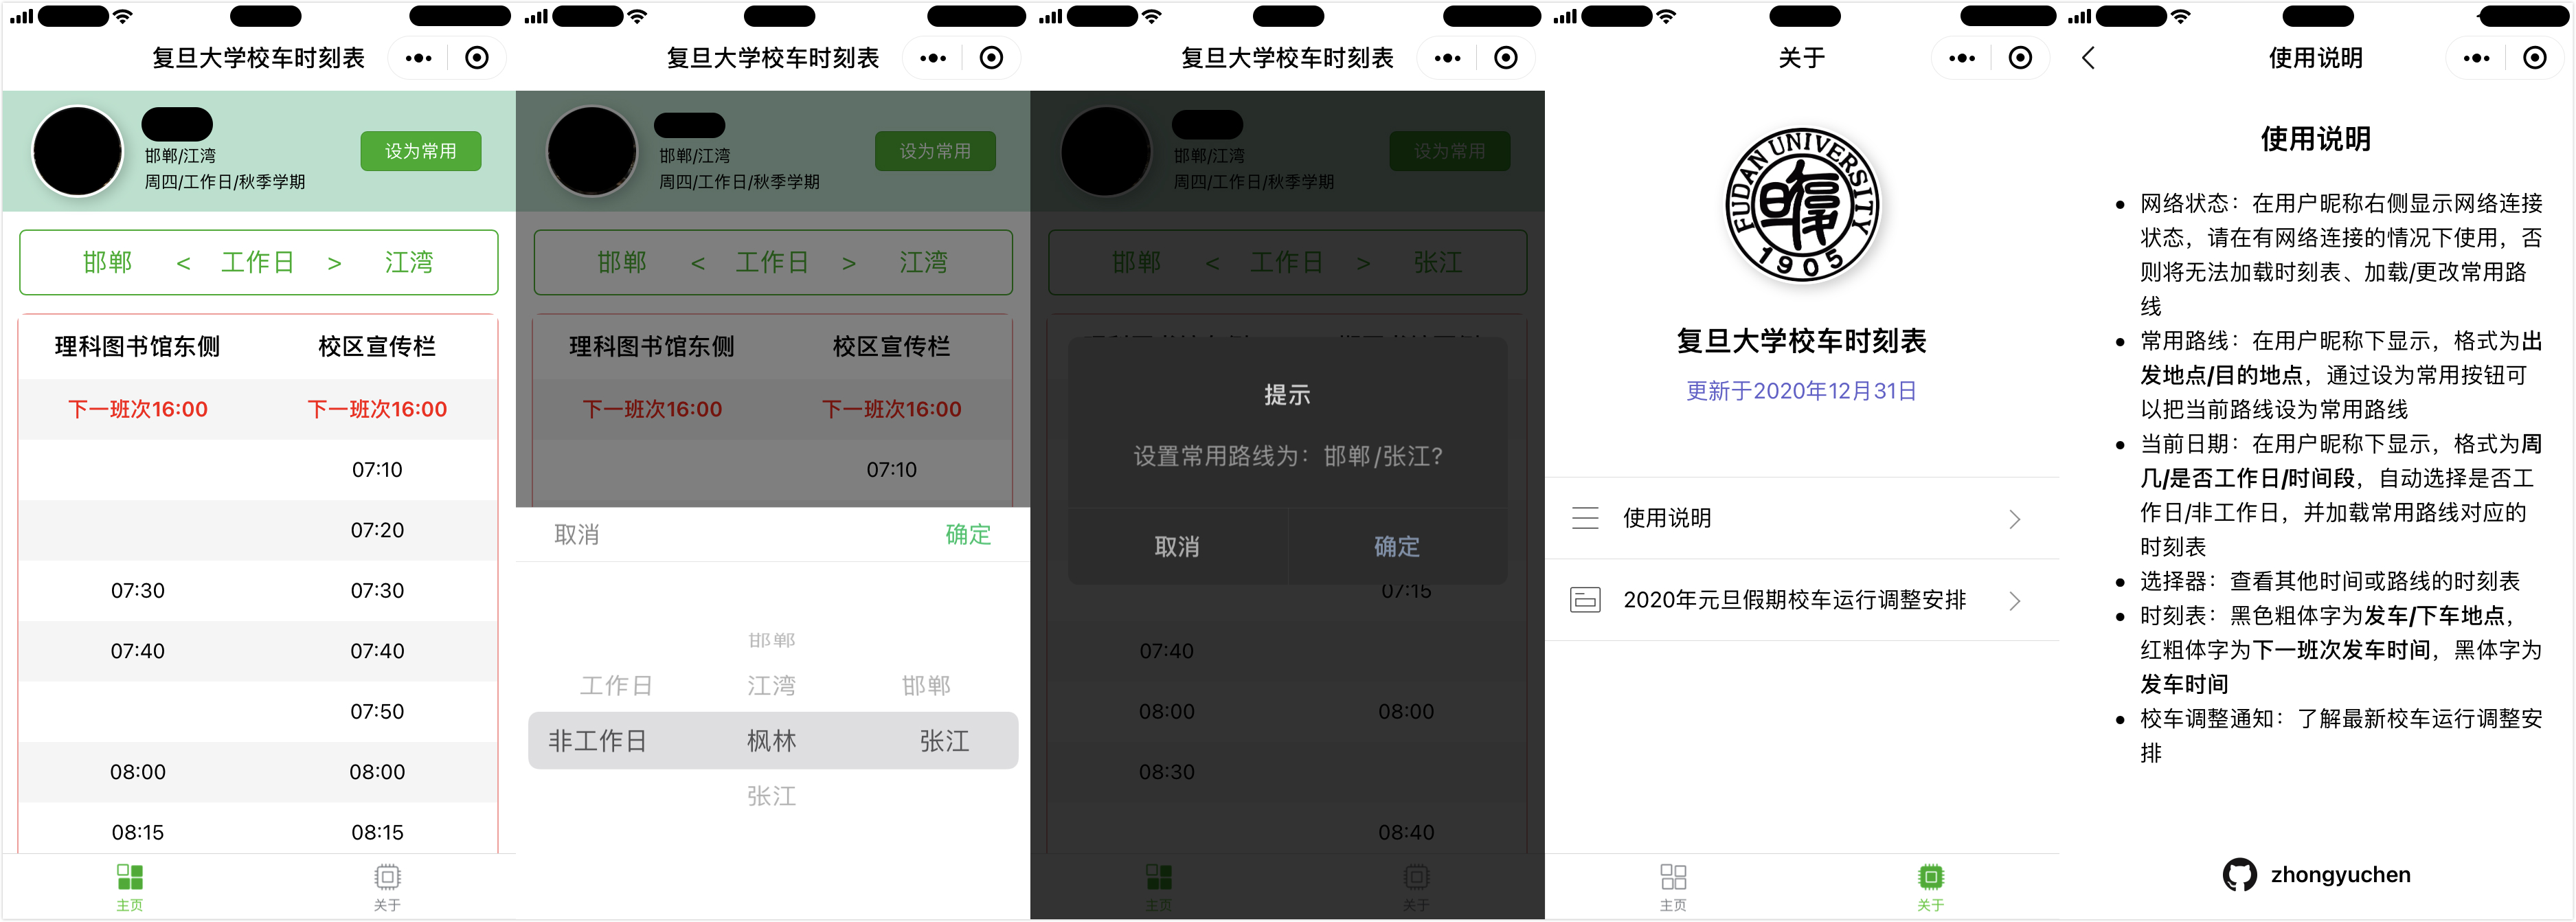 复旦大学校车时刻表
邯郸/江湾
周四/工作日/秋季学期
设为常用
邯郸 < 工作日 > 江湾
理科图书馆东侧 校区宣传栏
下一班次16:00 下一班次16:00
07:10
07:20
07:30 07:30
07:40 07:40
07:50
08:00 08:00
08:15 08:15
主页 关于
复旦大学校车时刻表
邯郸/江湾
周四/工作日/秋季学期
设为常用
邯郸 < 工作日 > 江湾
理科图书馆东侧 校区宣传栏
下一班次16:00 下一班次16:00
07:10
取消 确定
邯郸
工作日 江湾 邯郸
非工作日 枫林 张江
张江
复旦大学校车时刻表
邯郸/江湾
周四/工作日/秋季学期
设为常用
邯郸 < 工作日 > 张江
提示
设置常用路线为：邯郸/张江?
取消 确定
07:15
07:40
08:00 08:00
08:30
08:40
主页 关于
关于
FUDAN UNIVERSITY
1905
复旦大学校车时刻表
更新于2020年12月31日
使用说明
2020年元旦假期校车运行调整安排
主页 关于
使用说明
使用说明
网络状态：在用户昵称右侧显示网络连接
状态，请在有网络连接的情况下使用，否
则将无法加载时刻表、加载/更改常用路
线
常用路线：在用户昵称下显示，格式为出
发地点/目的地点，通过设为常用按钮可
以把当前路线设为常用路线
当前日期：在用户昵称下显示，格式为周
几/是否工作日/时间段，自动选择是否工
作日/非工作日，并加载常用路线对应的
时刻表
选择器：查看其他时间或路线的时刻表
时刻表：黑色粗体字为发车/下车地点，
红粗体字为下一班次发车时间，黑体字为
发车时间
校车调整通知：了解最新校车运行调整安
排
zhongyuchen